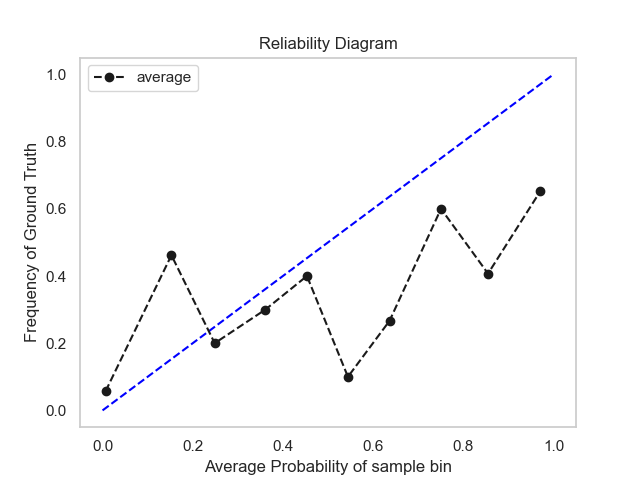 Reliability Diagram
average
Frequency of Ground Truth
1.0
0.8
0.6
0.4
0.2
0.0
0.0 0.2 0.4 0.6 0.8 1.0
Average Probability of sample bin